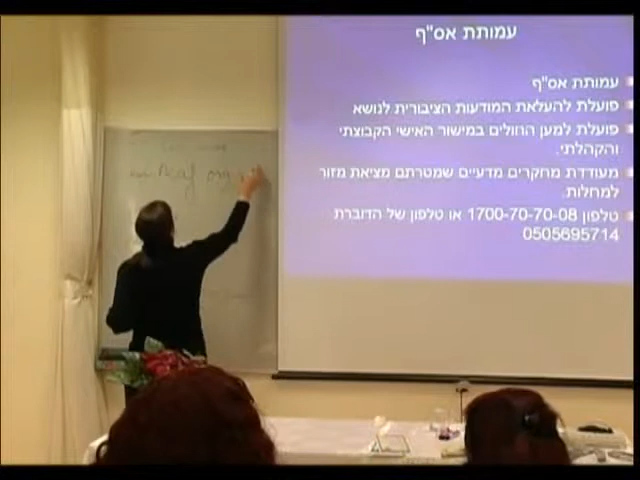 עמותת אס"ף
עמותת אס"ף
פועלת להעלאת המודעות הציבורית לנושא
פועלת למען החולים במישור האישי הקבוצתי
והקהלתי.
מעודדת מחקרים מדעיים שמטרתם מציאת מזור
למחלות.
טלפון 1700-70-70-08 או טלפון של הדוברת
0505695714
org